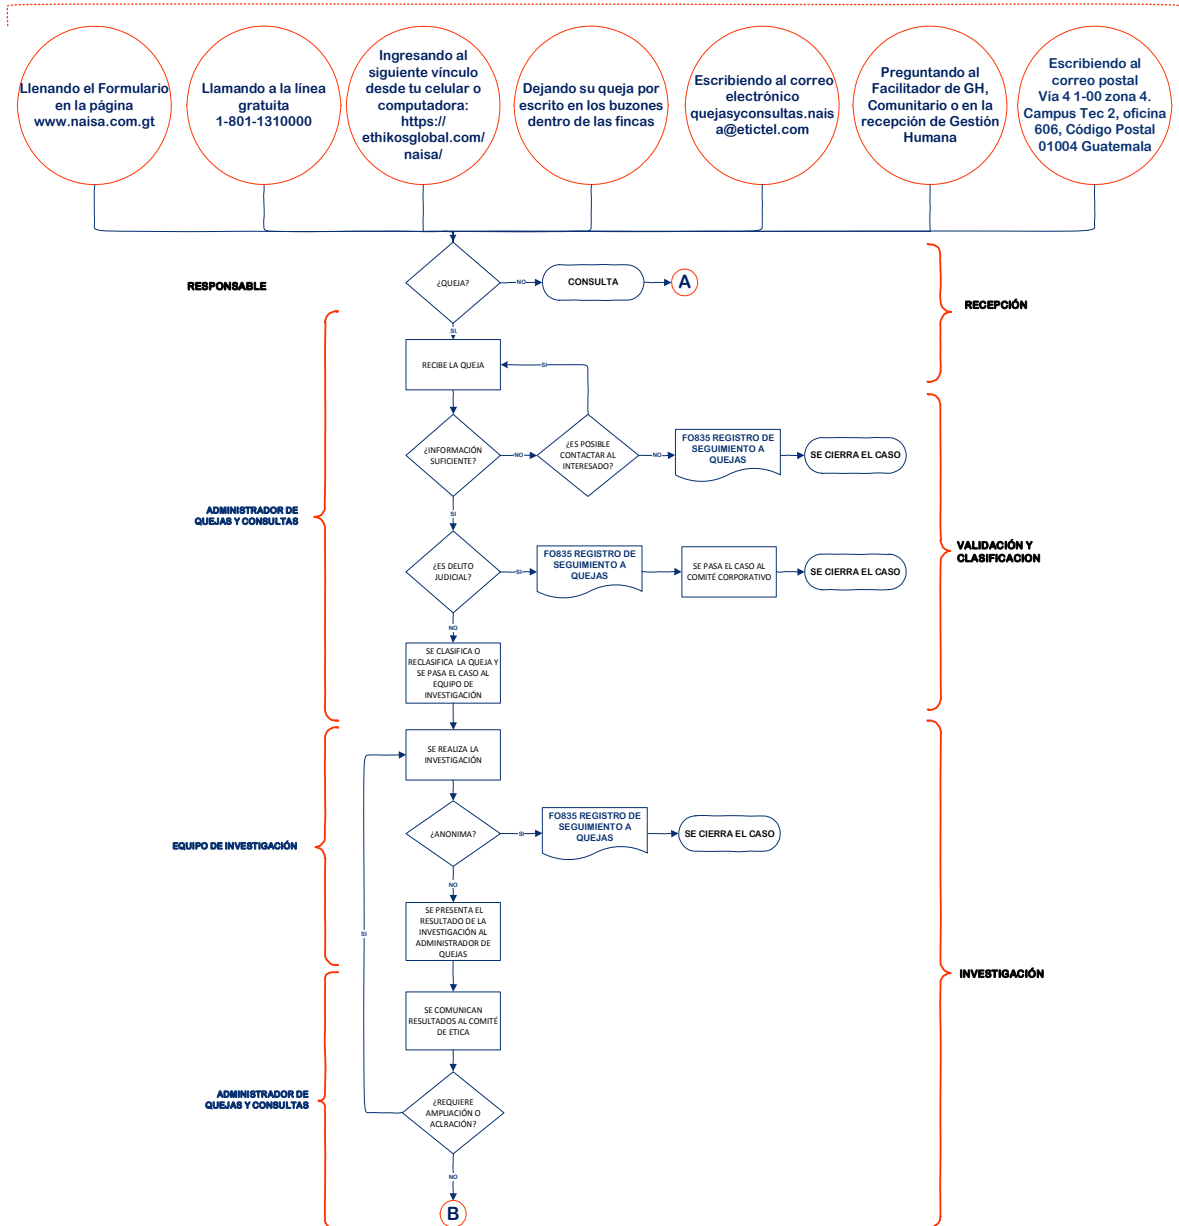 Llenando el Formulario
en la página
www.naisa.com.gt
Llamando a la línea
gratuita
1-801-1310000
Ingresando al
siguiente vínculo
desde tu celular o
computadora:
https://
ethikosglobal.com/
naisa/
Dejando su queja por
escrito en los buzones
dentro de las fincas
Escribiendo al correo
electrónico
quejasyconsultas.nais
a@etictel.com
Preguntando al
Facilitador de GH,
Comunitario o en la
recepción de Gestión
Humana
Escribiendo al
correo postal
Vía 4 1-00 zona 4.
Campus Tec 2, oficina
606, Código Postal
01004 Guatemala
RESPONSABLE
¿QUEJA?
NO
CONSULTA
A
RECEPCIÓN
SI
RECIBE LA QUEJA
SI
¿INFORMACIÓN
SUFICIENTE?
NO
¿ES POSIBLE
CONTACTAR AL
INTERESADO?
NO
FO835 REGISTRO DE
SEGUIMIENTO A
QUEJAS
SE CIERRA EL CASO
SI
ADMINISTRADOR DE
QUEJAS Y CONSULTAS
¿ES DELITO
JUDICIAL?
SI
FO835 REGISTRO DE
SEGUIMIENTO A
QUEJAS
SE PASA EL CASO AL
COMITÉ CORPORATIVO
SE CIERRA EL CASO
VALIDACIÓN Y
CLASIFICACION
NO
SE CLASIFICA O
RECLASIFICA LA QUEJA Y
SE PASA EL CASO AL
EQUIPO DE
INVESTIGACIÓN
SE REALIZA LA
INVESTIGACIÓN
¿ANONIMA?
SI
FO835 REGISTRO DE
SEGUIMIENTO A
QUEJAS
SE CIERRA EL CASO
EQUIPO DE INVESTIGACIÓN
NO
SE PRESENTA EL
RESULTADO DE LA
INVESTIGACIÓN AL
ADMINISTRADOR DE
QUEJAS
SI
INVESTIGACIÓN
SE COMUNICAN
RESULTADOS AL COMITÉ
DE ETICA
ADMINISTRADOR DE
QUEJAS Y CONSULTAS
¿REQUIERE
AMPLIACIÓN O
ACLRACIÓN?
NO
B